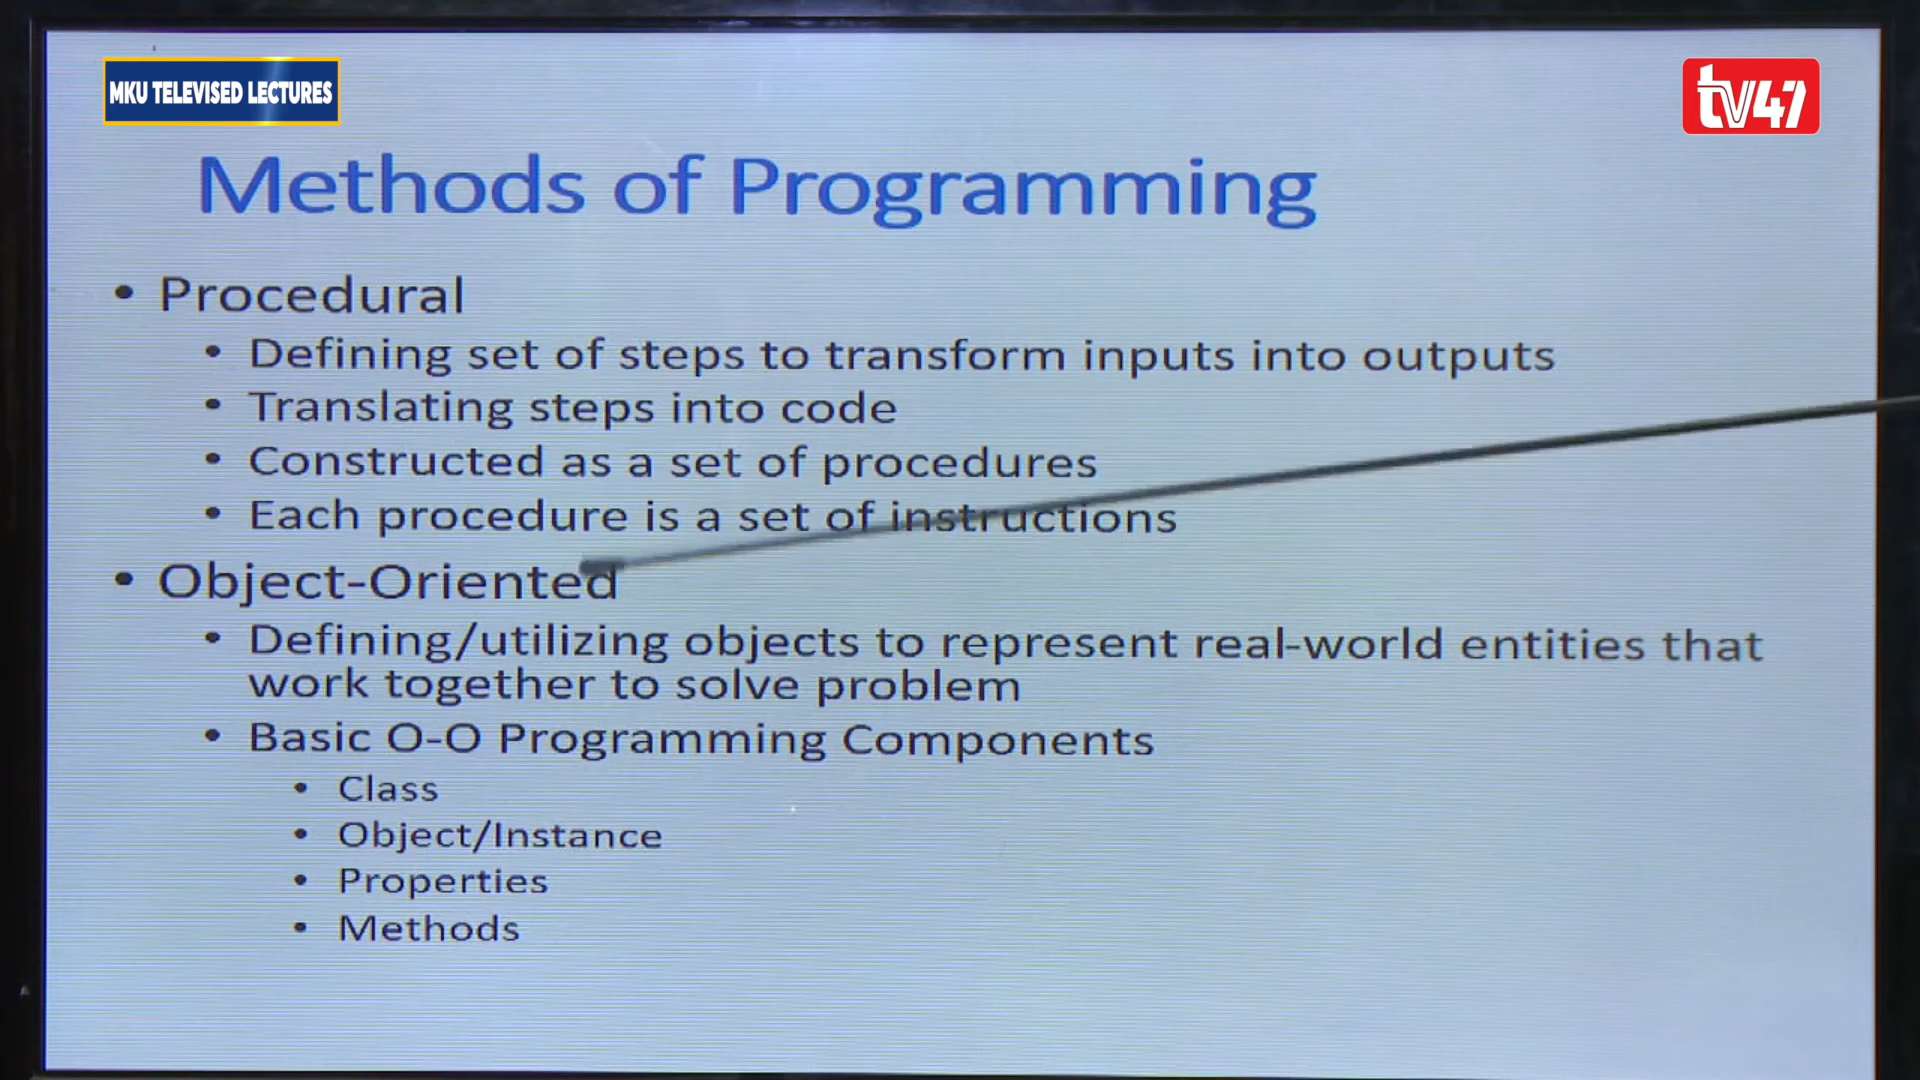 MKU TELEVISED LECTURES
tv47
Methods of Programming
• Procedural
• Defining set of steps to transform inputs into outputs
• Translating steps into code
• Constructed as a set of procedures
• Each procedure is a set of instructions
• Object-Oriented
• Defining/utilizing objects to represent real-world entities that
work together to solve problem
• Basic O-O Programming Components
• Class
• Object/Instance
• Properties
• Methods